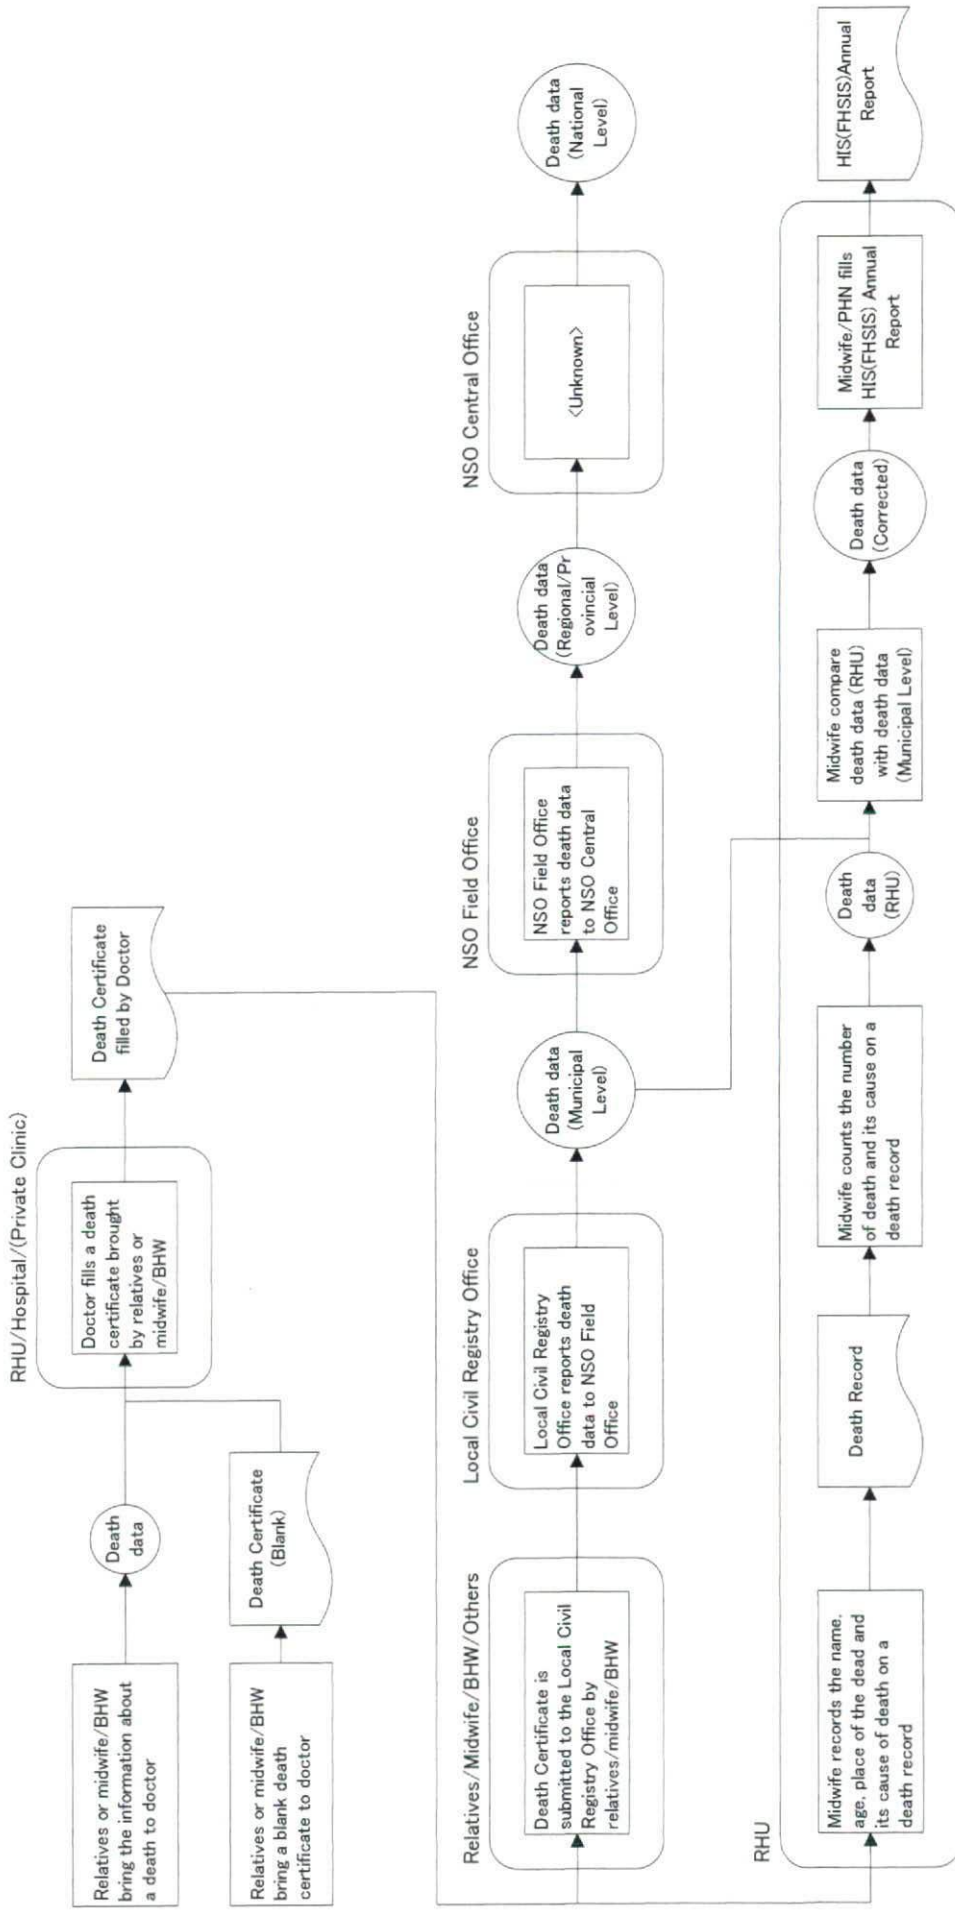 RHU/Hospital/(Private Clinic)
Relatives or midwife/BHW
bring the information about
a death to doctor
Death
data
Doctor fills a death
certificate brought
by relatives or
midwife/BHW
Death Certificate
filled by Doctor
Relatives or midwife/BHW
bring a blank death
certificate to doctor
Death Certificate
(Blank)
Relatives/Midwife/BHW/Others
Death Certificate is
submitted to the Local Civil
Registry Office by
relatives/midwife/BHW
Local Civil Registry Office
Local Civil Registry
Office reports death
data to NSO Field
Office
Death data
(Municipal
Level)
NSO Field Office
NSO Field Office
reports death data
to NSO Central
Office
Death data
(Regional/Pr
ovincial
Level)
NSO Central Office
<Unknown>
Death data
(National
Level)
RHU
Midwife records the name,
age, place of the dead and
its cause of death on a
death record
Death Record
Midwife counts the number
of death and its cause on a
death record
Death
data
(RHU)
Midwife compare
death data (RHU)
with death data
(Municipal Level)
Death data
(Corrected)
Midwife/PHN fills
HIS(FHSIS) Annual
Report
HIS(FHSIS)Annual
Report